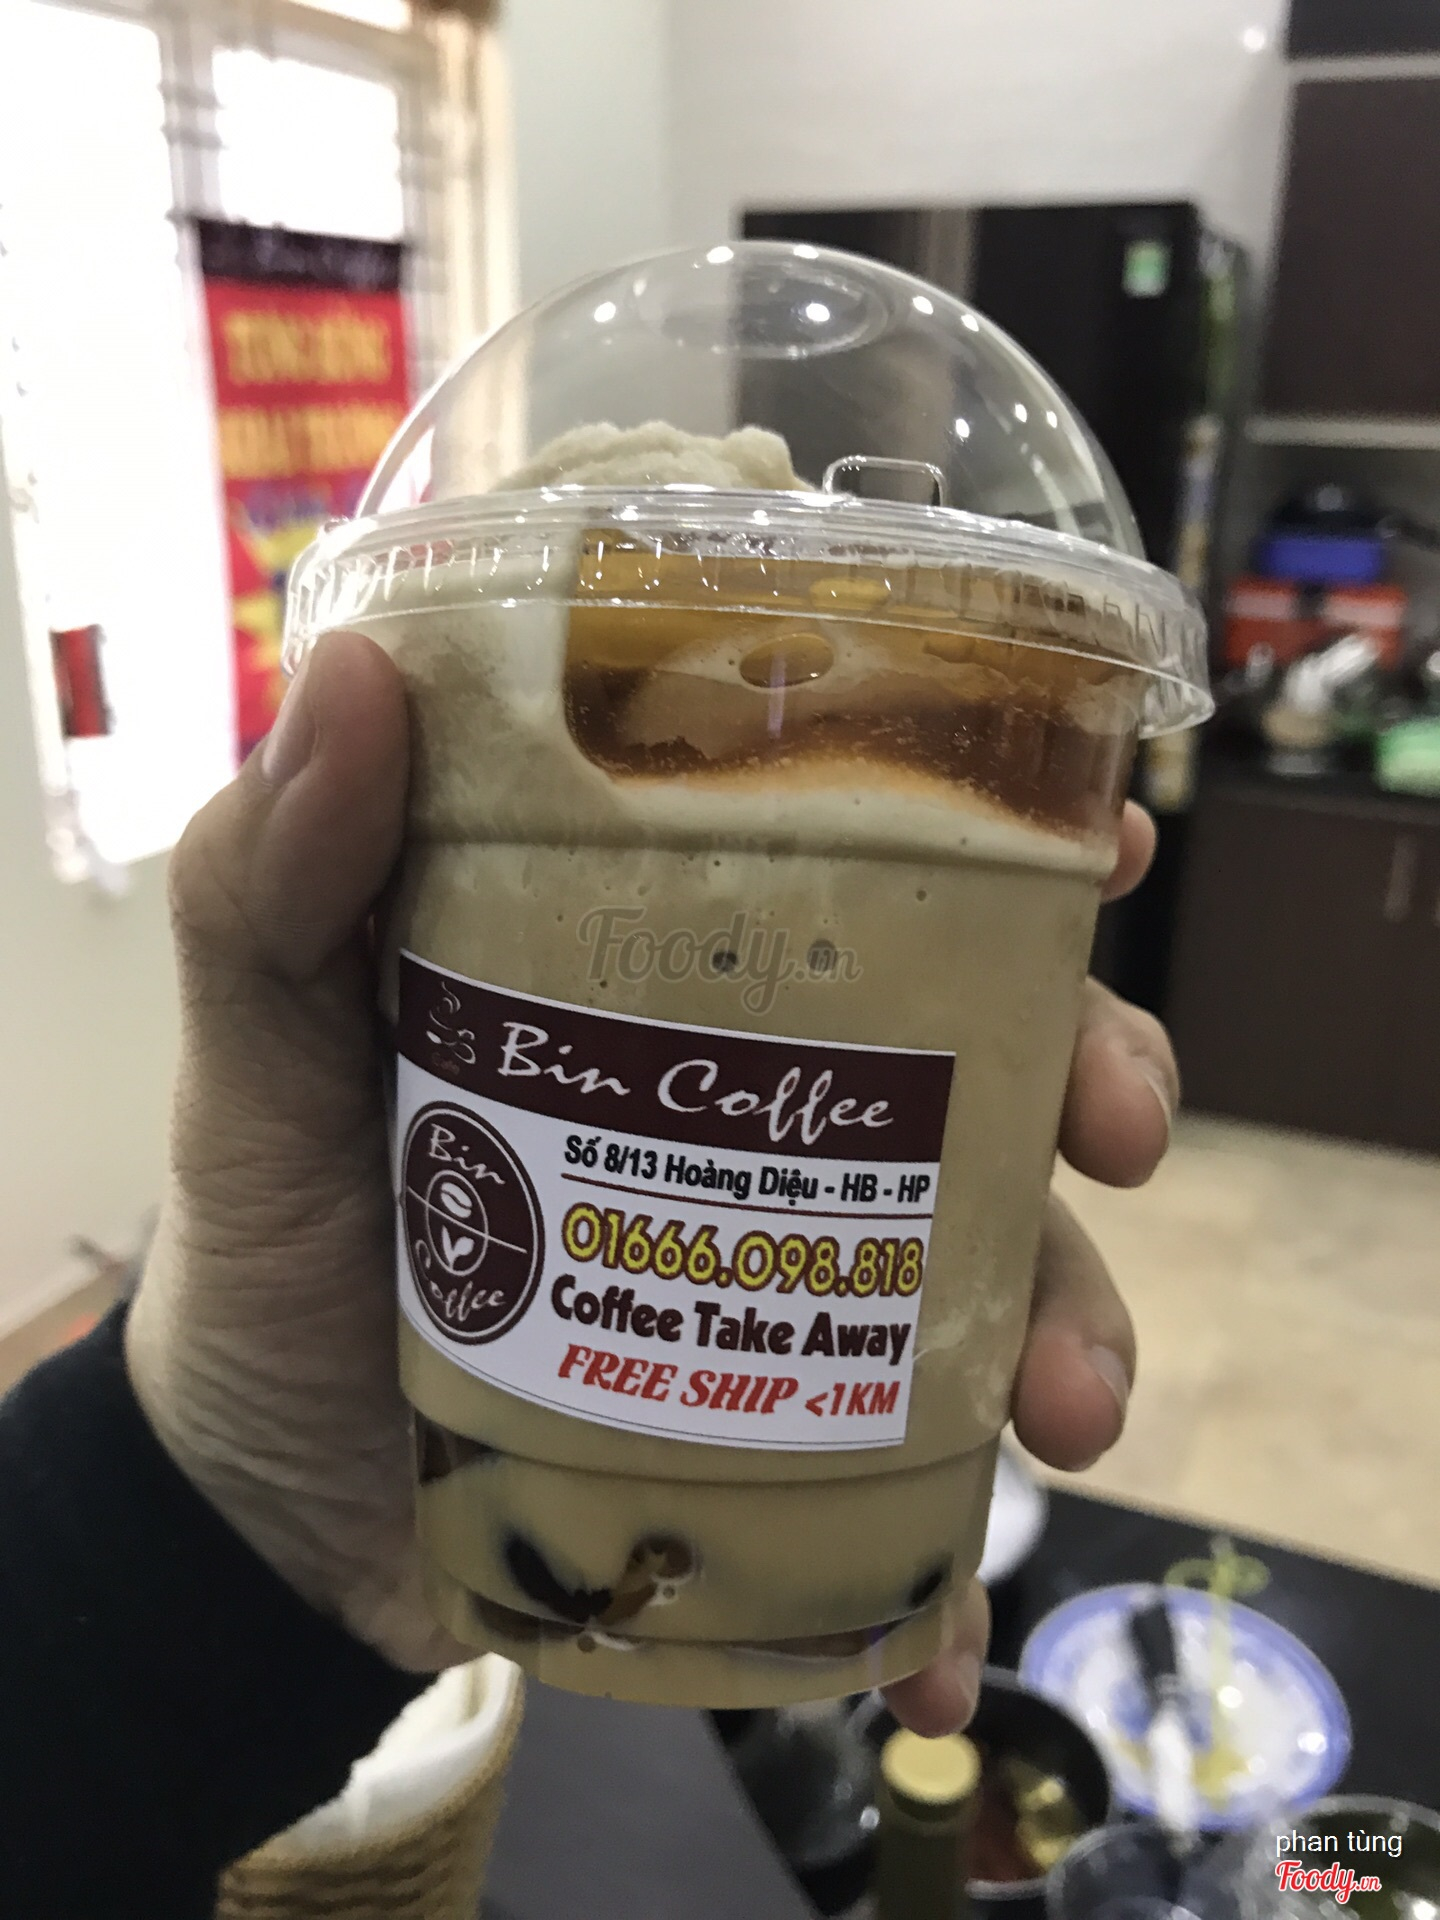 Foody.vn
Cafe
Bin Coffee
Bin
Coffee
Số 8/13 Hoàng Diệu - HB - HP
01666.098.818
Coffee Take Away
FREE SHIP <1KM
phan tùng
Foody.vn